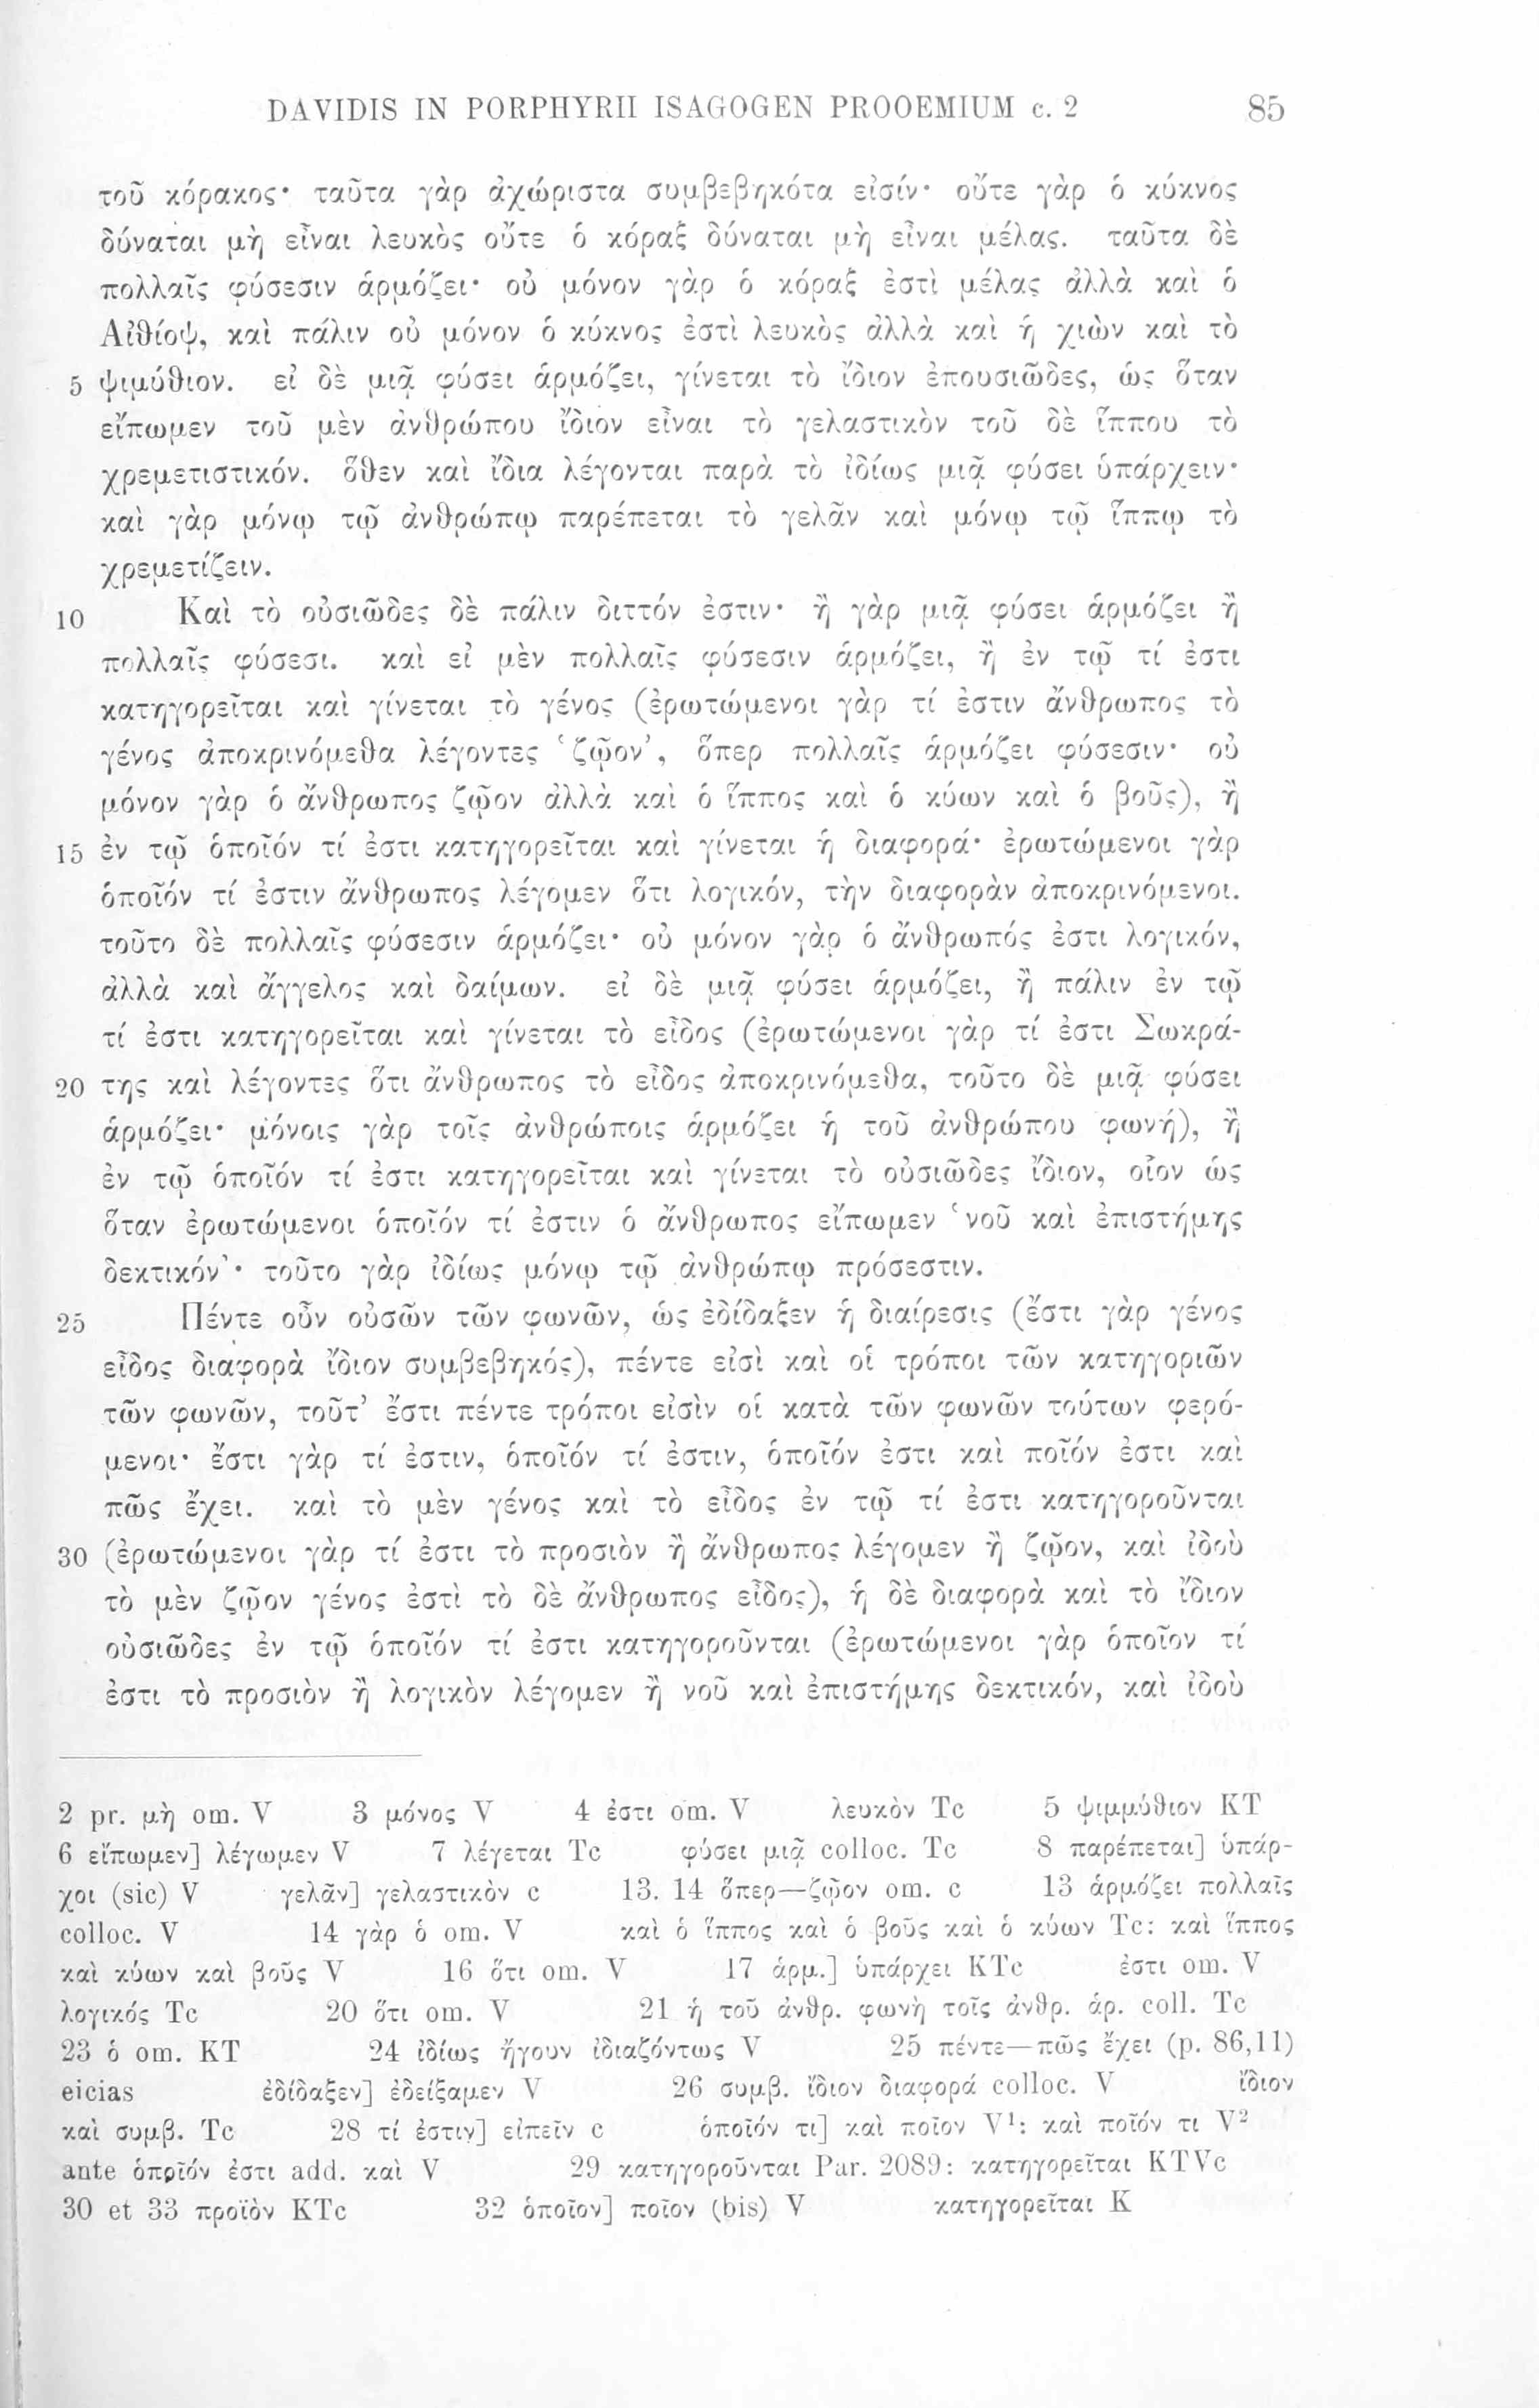 DAVIDIS IN PORPHYRII ISAGOGEN PROOEMIUM c. 2 85
τοῦ κόρακος· ταῦτα γὰρ ἀχώριστα συμβεβηκότα εἰσίν· οὔτε γὰρ ὁ κύκνος
δύναται μὴ εἶναι λευκὸς οὔτε ὁ κόραξ δύναται μὴ εἶναι μέλας. ταῦτα δὲ
πολλαῖς φύσεσιν ἁρμόζει· οὐ μόνον γὰρ ὁ κόραξ ἐστὶ μέλας ἀλλὰ καὶ ὁ
Αἰθίοψ, καὶ πάλιν οὐ μόνον ὁ κύκνος ἐστὶ λευκὸς ἀλλὰ καὶ ἡ χιὼν καὶ τὸ
5 ψιμύθιον. εἰ δὲ μιᾷ φύσει ἁρμόζει, γίνεται τὸ ἴδιον ἐπουσιῶδες, ὡς ὅταν
εἴπωμεν τοῦ μὲν ἀνθρώπου ἴδιον εἶναι τὸ γελαστικὸν τοῦ δὲ ἵππου τὸ
χρεμετιστικόν. ὅθεν καὶ ἴδια λέγονται παρὰ τὸ ἰδίως μιᾷ φύσει ὑπάρχειν·
καὶ γὰρ μόνῳ τῷ ἀνθρώπῳ παρέπεται τὸ γελᾶν καὶ μόνῳ τῷ ἵππῳ τὸ
χρεμετίζειν.
10 Καὶ τὸ οὐσιῶδες δὲ πάλιν διττόν ἐστιν· ἢ γὰρ μιᾷ φύσει ἁρμόζει ἢ
πολλαῖς φύσεσι. καὶ εἰ μὲν πολλαῖς φύσεσιν ἁρμόζει, ἢ ἐν τῷ τί ἐστι
κατηγορεῖται καὶ γίνεται τὸ γένος (ἐρωτώμενοι γὰρ τί ἐστιν ἄνθρωπος τὸ
γένος ἀποκρινόμεθα λέγοντες ‘ζῷον’, ὅπερ πολλαῖς ἁρμόζει φύσεσιν· οὐ
μόνον γὰρ ὁ ἄνθρωπος ζῷον ἀλλὰ καὶ ὁ ἵππος καὶ ὁ κύων καὶ ὁ βοῦς), ἢ
15 ἐν τῷ ὁποῖόν τί ἐστι κατηγορεῖται καὶ γίνεται ἡ διαφορά· ἐρωτώμενοι γὰρ
ὁποῖόν τί ἐστιν ἄνθρωπος λέγομεν ὅτι λογικόν, τὴν διαφορὰν ἀποκρινόμενοι.
τοῦτο δὲ πολλαῖς φύσεσιν ἁρμόζει· οὐ μόνον γὰρ ὁ ἄνθρωπός ἐστι λογικόν,
ἀλλὰ καὶ ἄγγελος καὶ δαίμων. εἰ δὲ μιᾷ φύσει ἁρμόζει, ἢ πάλιν ἐν τῷ
τί ἐστι κατηγορεῖται καὶ γίνεται τὸ εἶδος (ἐρωτώμενοι γὰρ τί ἐστι Σωκρά-
20 της καὶ λέγοντες ὅτι ἄνθρωπος τὸ εἶδος ἀποκρινόμεθα, τοῦτο δὲ μιᾷ φύσει
ἁρμόζει· μόνοις γὰρ τοῖς ἀνθρώποις ἁρμόζει ἡ τοῦ ἀνθρώπου φωνή), ἢ
ἐν τῷ ὁποῖόν τί ἐστι κατηγορεῖται καὶ γίνεται τὸ οὐσιῶδες ἴδιον, οἷον ὡς
ὅταν ἐρωτώμενοι ὁποῖόν τί ἐστιν ὁ ἄνθρωπος εἴπωμεν ‘νοῦ καὶ ἐπιστήμης
δεκτικόν’· τοῦτο γὰρ ἰδίως μόνῳ τῷ ἀνθρώπῳ πρόσεστιν.
25 Πέντε οὖν οὐσῶν τῶν φωνῶν, ὡς ἐδίδαξεν ἡ διαίρεσις (ἔστι γὰρ γένος
εἶδος διαφορὰ ἴδιον συμβεβηκός), πέντε εἰσὶ καὶ οἱ τρόποι τῶν κατηγοριῶν
τῶν φωνῶν, τοῦτ’ ἔστι πέντε τρόποι εἰσὶν οἱ κατὰ τῶν φωνῶν τούτων φερό-
μενοι· ἔστι γὰρ τί ἐστιν, ὁποῖόν τί ἐστιν, ὁποῖόν ἐστι καὶ ποῖόν ἐστι καὶ
πῶς ἔχει. καὶ τὸ μὲν γένος καὶ τὸ εἶδος ἐν τῷ τί ἐστι κατηγοροῦνται
30 (ἐρωτώμενοι γὰρ τί ἐστι τὸ προσιὸν ἢ ἄνθρωπος λέγομεν ἢ ζῷον, καὶ ἰδοὺ
τὸ μὲν ζῷον γένος ἐστὶ τὸ δὲ ἄνθρωπος εἶδος), ἡ δὲ διαφορὰ καὶ τὸ ἴδιον
οὐσιῶδες ἐν τῷ ὁποῖόν τί ἐστι κατηγοροῦνται (ἐρωτώμενοι γὰρ ὁποῖον τί
ἐστι τὸ προσιὸν ἢ λογικὸν λέγομεν ἢ νοῦ καὶ ἐπιστήμης δεκτικόν, καὶ ἰδοὺ
2 pr. μὴ om. V 3 μόνος V 4 ἐστι om. V λευκὸν Tc 5 ψιμμύθιον KT
6 εἴπωμεν] λέγωμεν V 7 λέγεται Tc φύσει μιᾷ colloc. Tc 8 παρέπεται] ὑπάρ-
χοι (sic) V γελᾶν] γελαστικὸν c 13. 14 ὅπερ—ζῷον om. c 13 ἁρμόζει πολλαῖς
colloc. V 14 γὰρ ὁ om. V καὶ ὁ ἵππος καὶ ὁ βοῦς καὶ ὁ κύων Tc: καὶ ἵππος
καὶ κύων καὶ βοῦς V 16 ὅτι om. V 17 ἁρμ.] ὑπάρχει KTc ἐστι om. V
λογικός Tc 20 ὅτι om. V 21 ἡ τοῦ ἀνθρ. φωνὴ τοῖς ἀνθρ. ἁρ. coll. Tc
23 ὁ om. KT 24 ἰδίως ἤγουν ἰδιαζόντως V 25 πέντε—πῶς ἔχει (p. 86,11)
eicias ἐδίδαξεν] ἐδείξαμεν V 26 συμβ. ἴδιον διαφορά colloc. V ἴδιον
καὶ συμβ. Tc 28 τί ἐστιν] εἰπεῖν c ὁποῖόν τι] καὶ ποῖον V¹: καὶ ποῖόν τι V²
ante ὁποῖόν ἐστι add. καὶ V 29 κατηγοροῦνται Par. 2089: κατηγορεῖται KTVc
30 et 33 προϊὸν KTc 32 ὁποῖον] ποῖον (bis) V κατηγορεῖται K